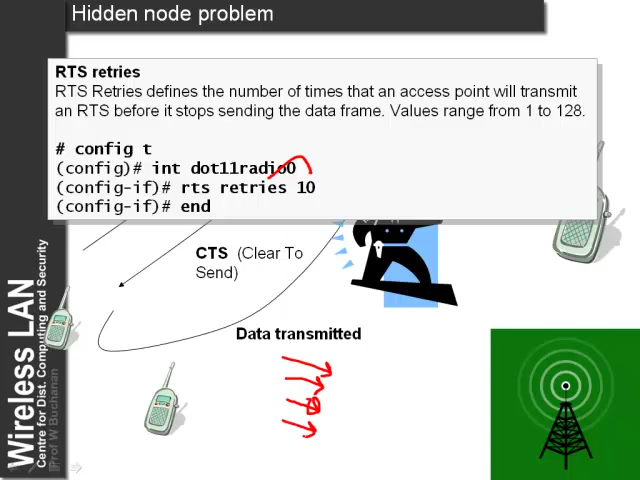 Hidden node problem
RTS retries
RTS Retries defines the number of times that an access point will transmit
an RTS before it stops sending the data frame. Values range from 1 to 128.
# config t
(config)# int dot11radio0
(config-if)# rts retries 10
(config-if)# end
CTS (Clear To
Send)
Data transmitted
Wireless LAN
Centre for Dist. Computing and Security
Prof W Buchanan